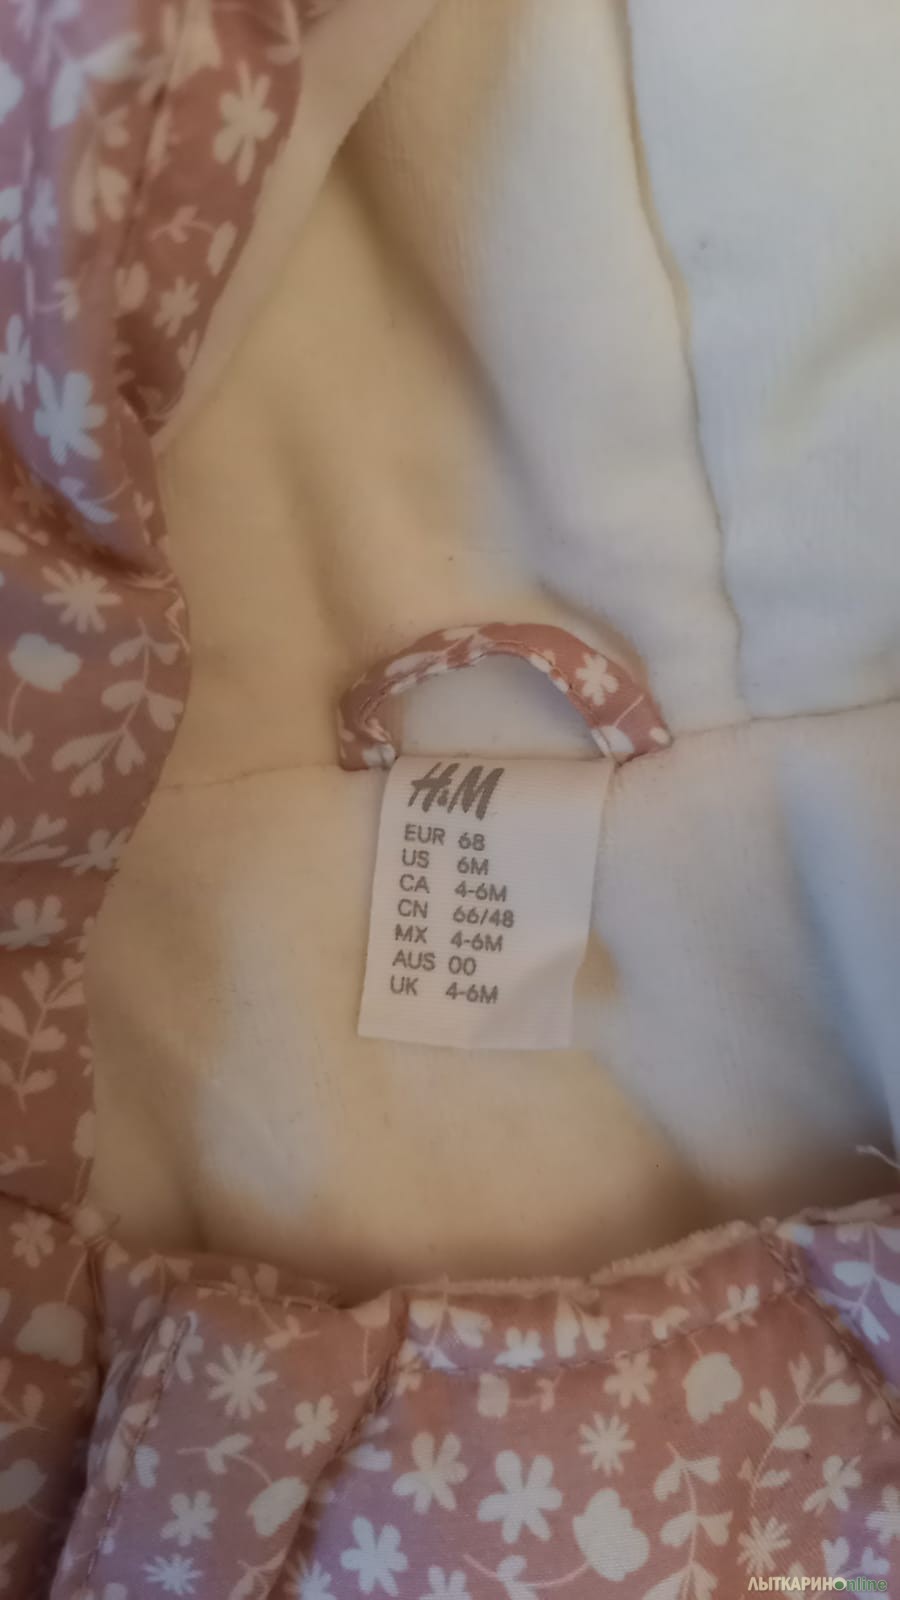 H&M
EUR 68
US 6M
CA 4-6M
CN 66/48
MX 4-6M
AUS 00
UK 4-6M
ЛЫТКАРИНОonline